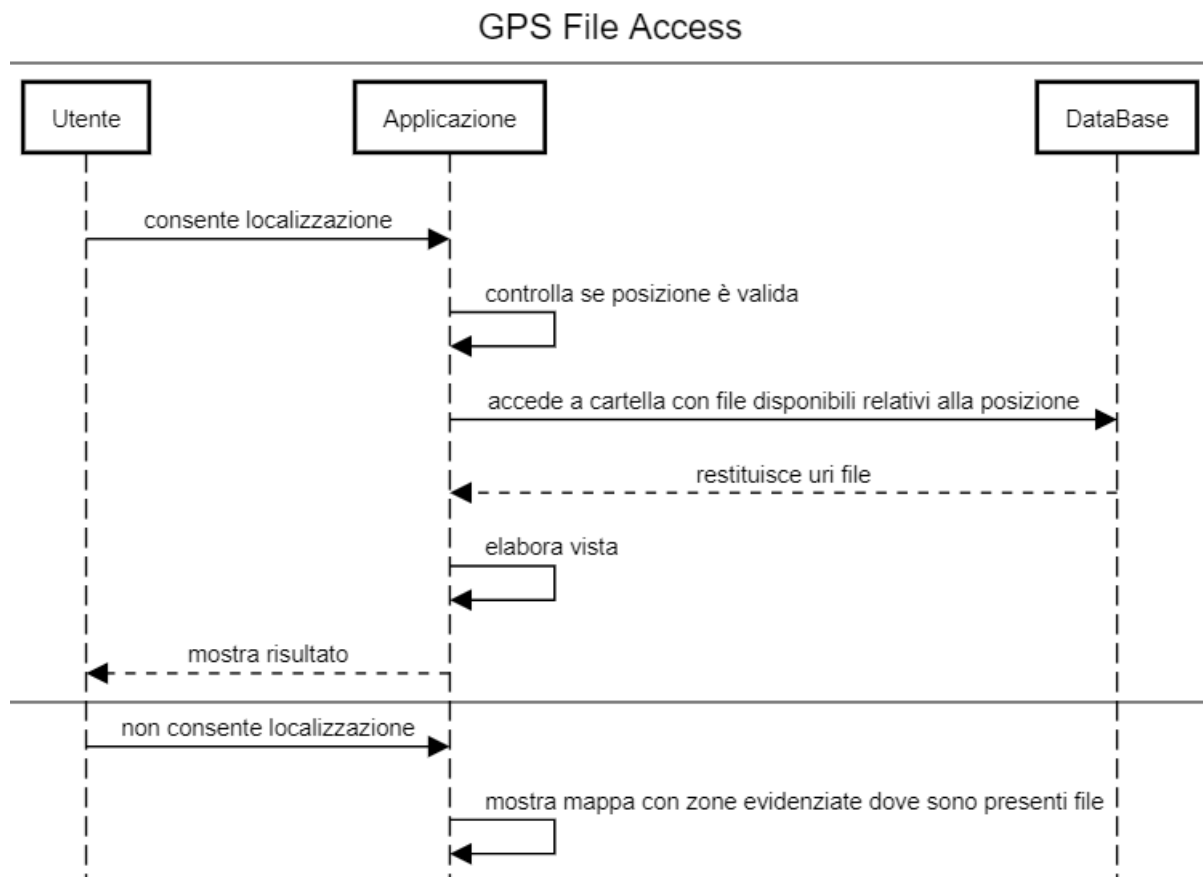 GPS File Access
Utente
Applicazione
DataBase
consente localizzazione
controlla se posizione è valida
accede a cartella con file disponibili relativi alla posizione
restituisce uri file
elabora vista
mostra risultato
non consente localizzazione
mostra mappa con zone evidenziate dove sono presenti file